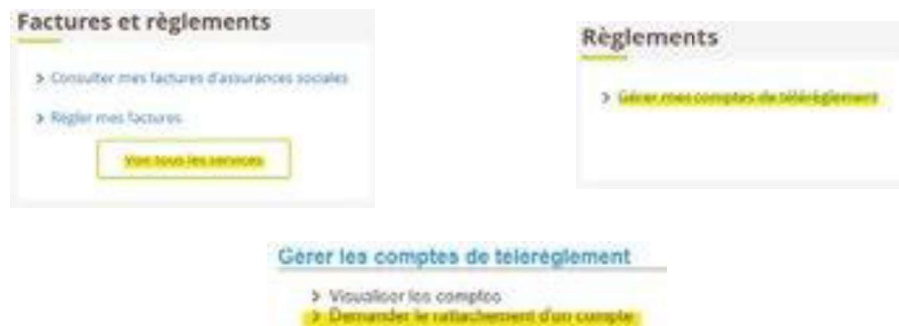 Factures et règlements
> Consulter mes factures d'assurances sociales
> Régler mes factures
Voir tous les services
Règlements
> Gérer mes comptes de télérèglement
Gérer les comptes de télérèglement
> Visualiser les comptes
> Demander le rattachement d'un compte